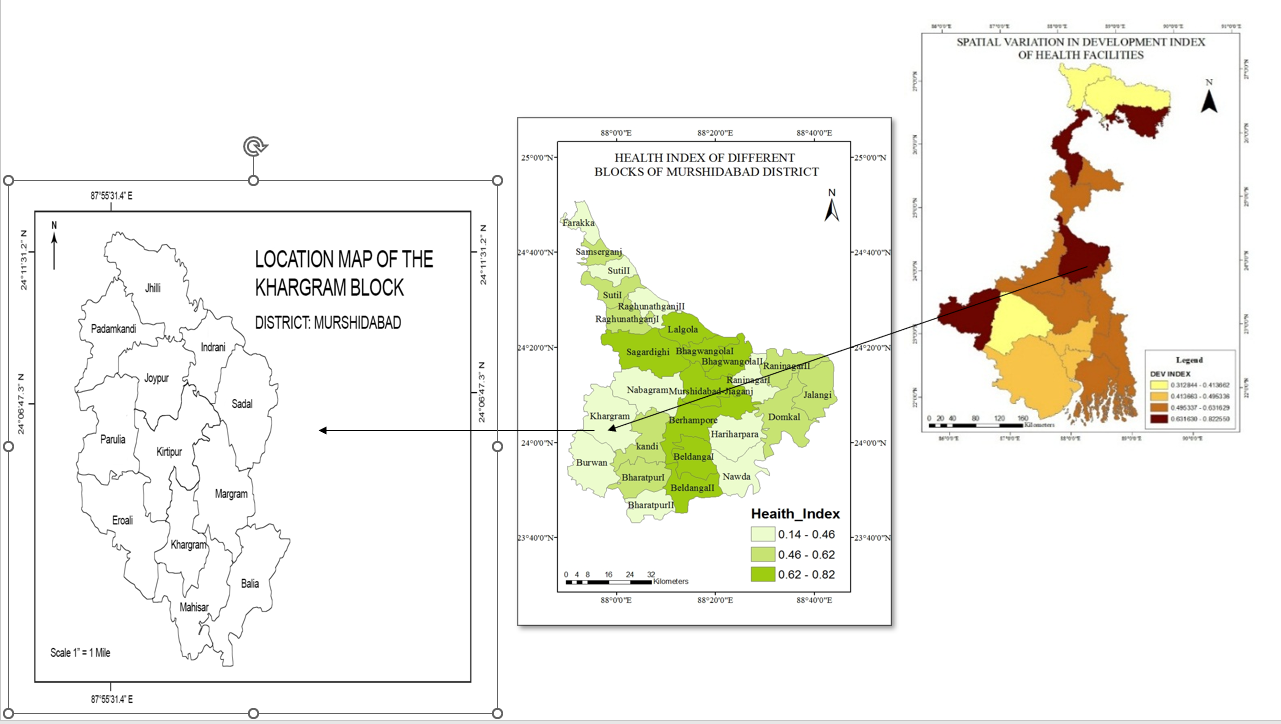 87°55'31.4" E
N
24° 11'31.2" N
24° 11'31.2" N
LOCATION MAP OF THE
KHARGRAM BLOCK
DISTRICT: MURSHIDABAD
Jhilli
Padamkandi
Indrani
Joypur
Sadal
24° 06'47.3" N
24° 06'47.3" N
Parulia
Kirtipur
Margram
Eroali
Khargram
Balia
Mahisar
Scale 1" = 1 Mile
87°55'31.4" E
88°0'0"E 88°20'0"E 88°40'0"E
25°0'0"N 25°0'0"N
HEALTH INDEX OF DIFFERENT
BLOCKS OF MURSHIDABAD DISTRICT
N
Farakka
24°40'0"N 24°40'0"N
Samserganj
SutiII
SutiI
RaghunathganjII
RaghunathganjI
Lalgola
24°20'0"N 24°20'0"N
Sagardighi
BhagwangolaI
BhagwangolaII
RaninagarII
RaninagarI
Nabagram
Murshidabad-Jiaganj
Jalangi
Khargram
Domkal
Berhampore
Hariharpara
24°0'0"N 24°0'0"N
kandi
Beldangal
Burwan
BharatpurI
Nawda
BeldangaII
BharatpurII
Heaith_Index
0.14 - 0.46
0.46 - 0.62
0.62 - 0.82
23°40'0"N 23°40'0"N
0 4 8 16 24 32
Kilometers
88°0'0"E 88°20'0"E 88°40'0"E
SPATIAL VARIATION IN DEVELOPMENT INDEX
OF HEALTH FACILITIES
N
Legend
DEV INDEX
0.312844 - 0.413662
0.413663 - 0.495336
0.495337 - 0.631629
0.631630 - 0.822550
0 20 40 80 120 160
Kilometers